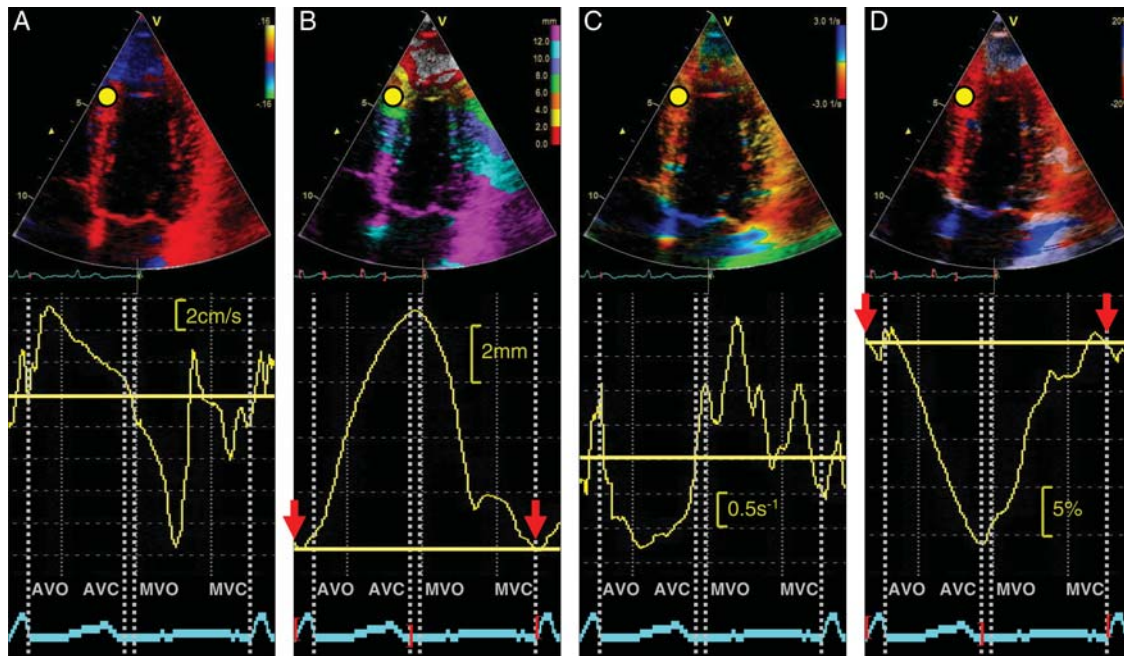 A
V
.16
-.16
5
10
2cm/s
AVO AVC MVO MVC
B
V
mm
12.0
10.0
8.0
6.0
4.0
2.0
0.0
5
10
2mm
AVO AVC MVO MVC
C
V
3.0 1/s
-3.0 1/s
5
10
0.5s⁻¹
AVO AVC MVO MVC
D
V
20%
-20%
5
10
5%
AVO AVC MVO MVC